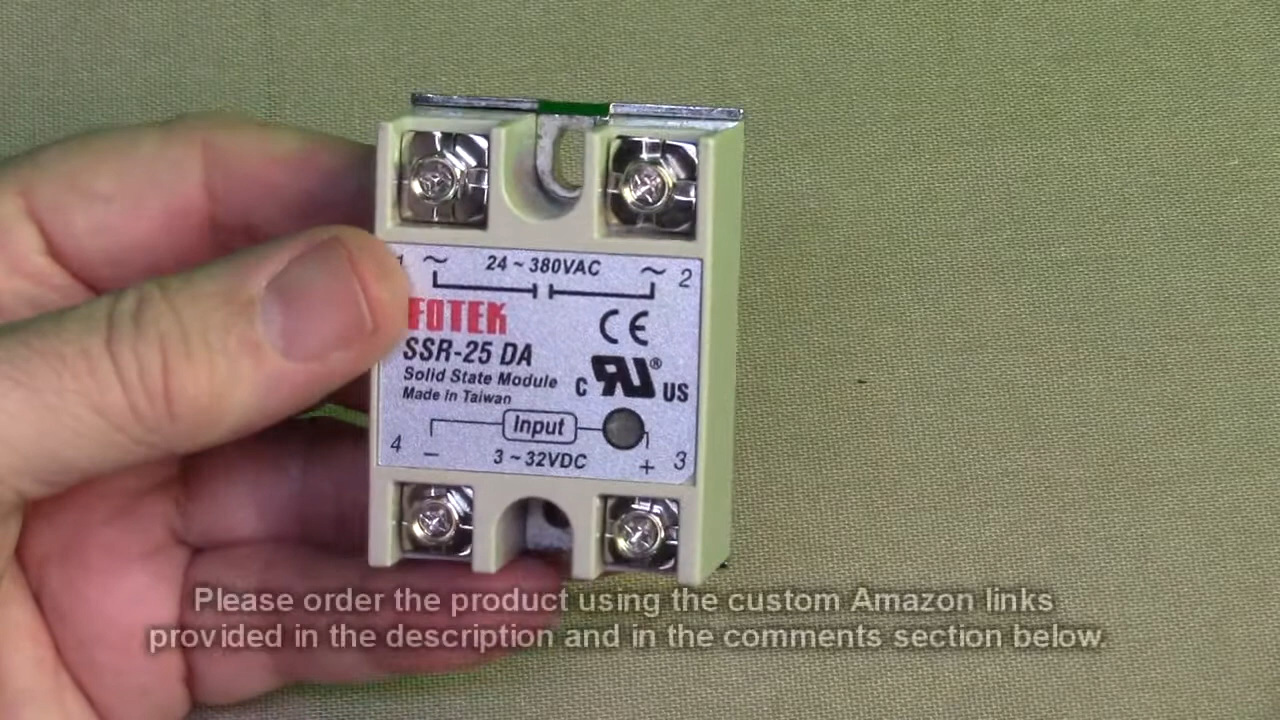 1 ~ 24 ~ 380VAC ~ 2
FOTEK
SSR-25 DA
Solid State Module
Made In Taiwan
CE
C RU® US
Input
4 − 3 ~ 32VDC + 3
Please order the product using the custom Amazon links
provided in the description and in the comments section below.